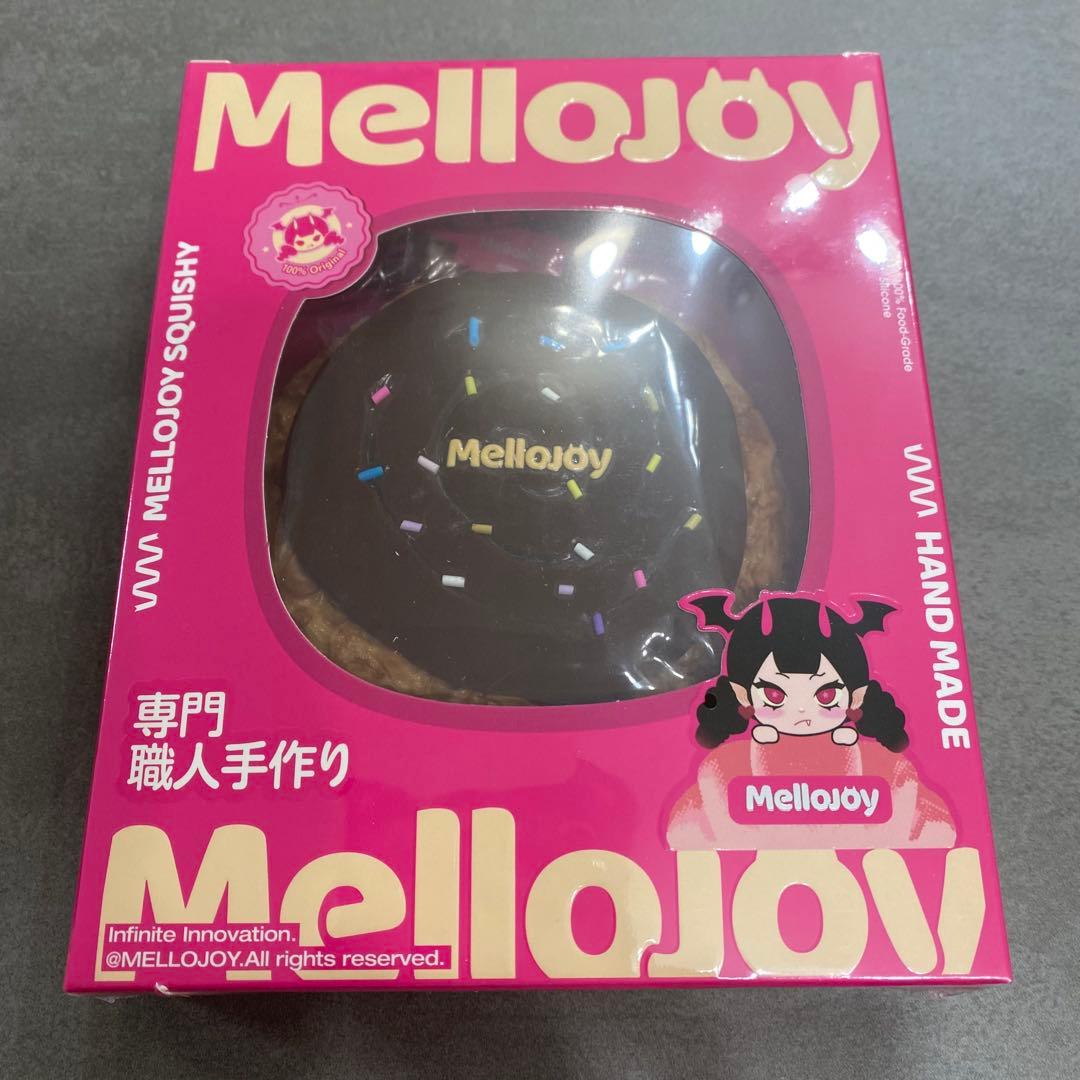 Mellojoy
100% Original
MELLOJOY SQUISHY
100% Food-Grade
silicone
Mellojoy
HAND MADE
専門
職人手作り
Mellojoy
Mellojoy
Infinite Innovation.
@MELLOJOY.All rights reserved.